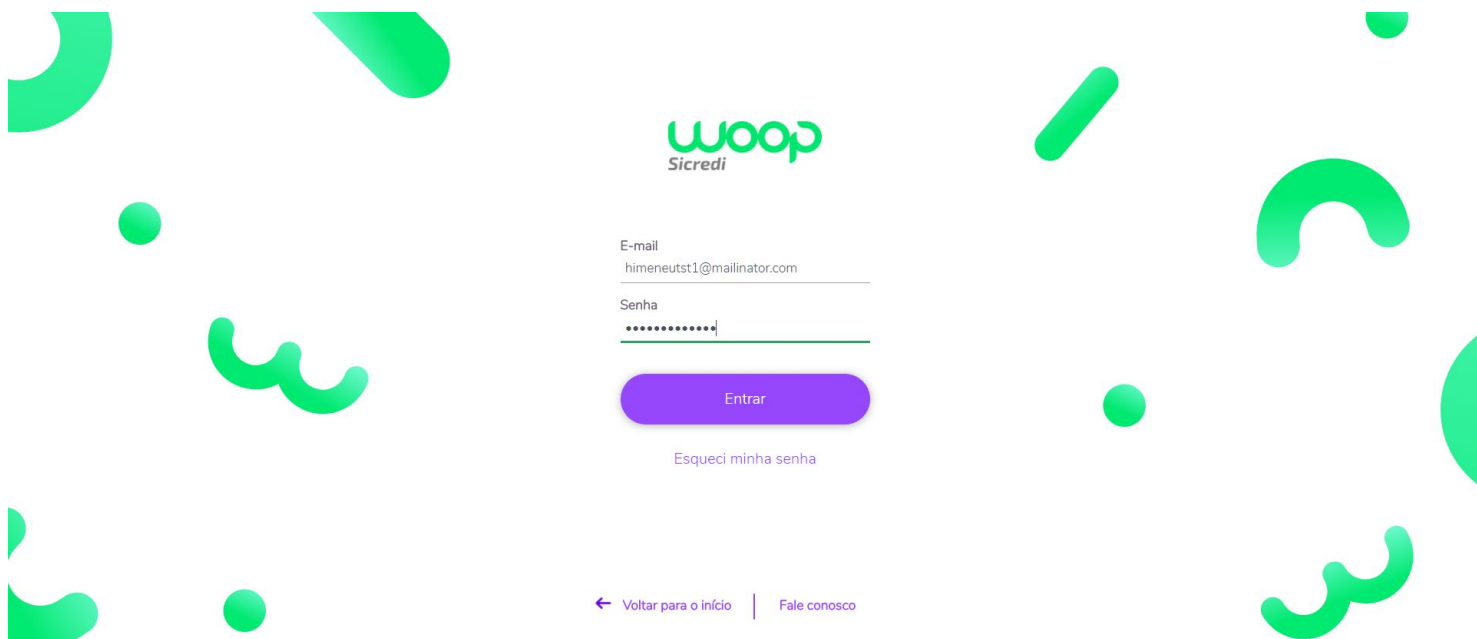 woop
Sicredi
E-mail
himeneutst1@mailinator.com
Senha
•••••••••••••
Entrar
Esqueci minha senha
← Voltar para o início | Fale conosco